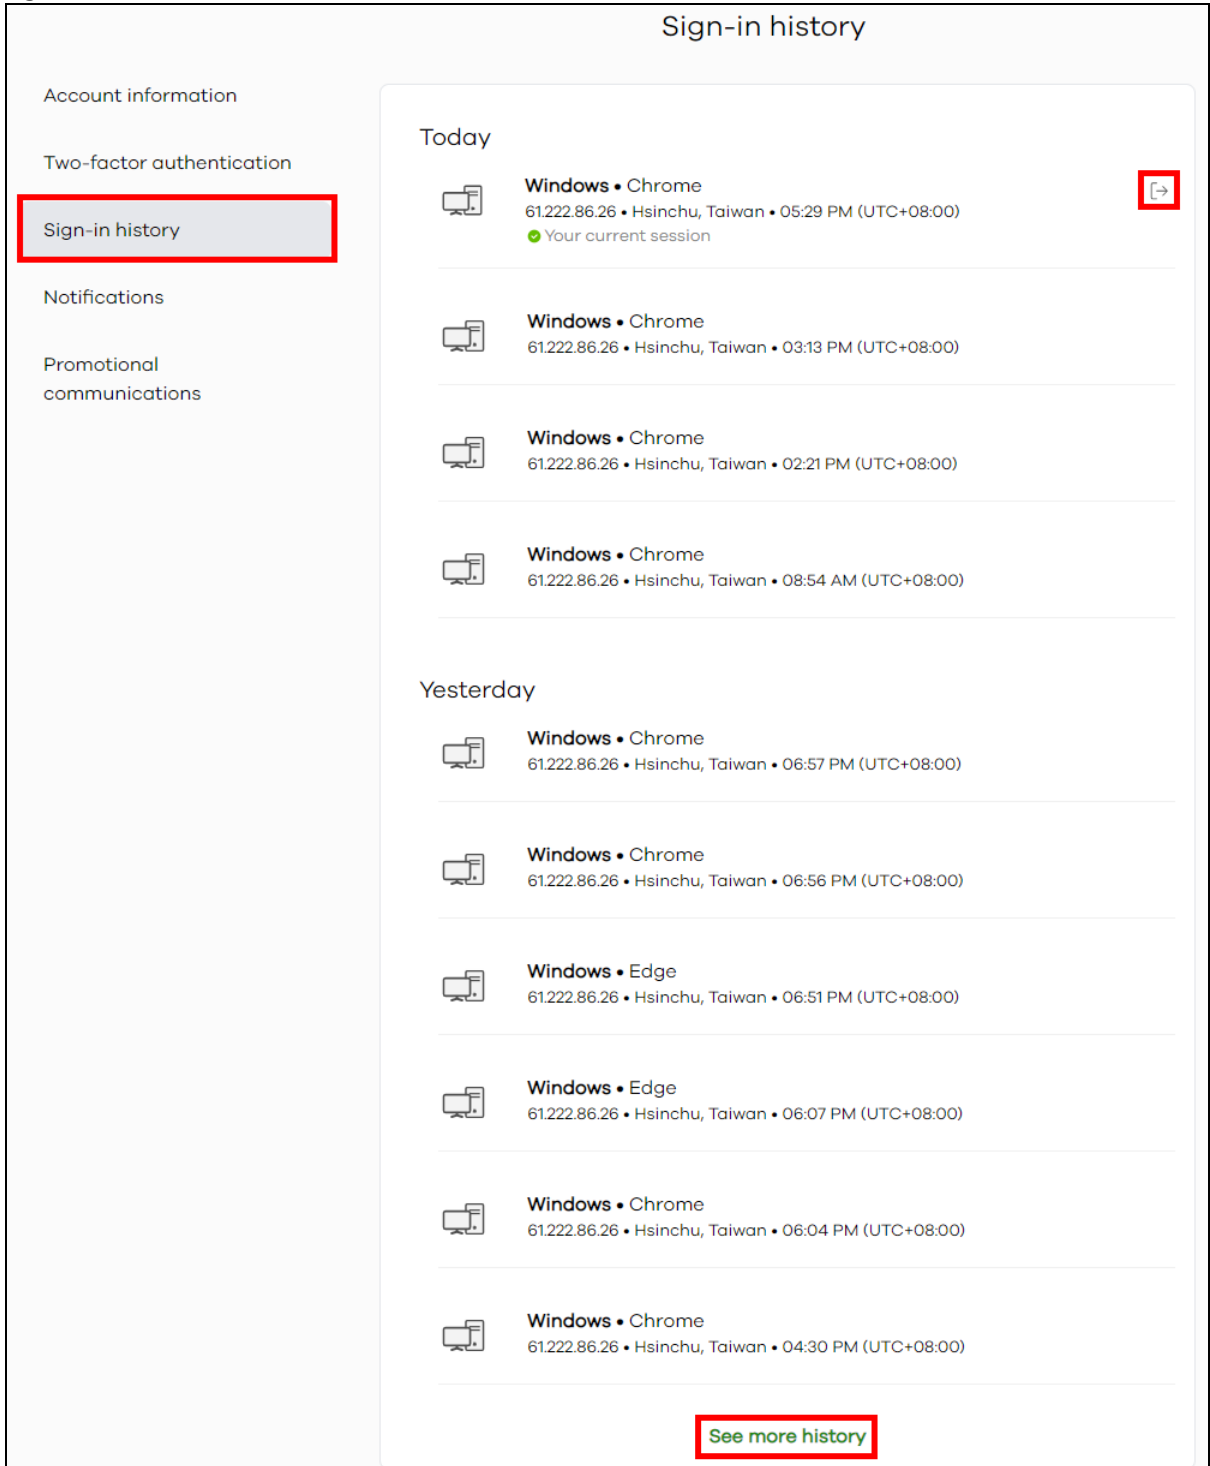 Sign-in history
Account information
Two-factor authentication
Sign-in history
Notifications
Promotional
communications
Today
Windows • Chrome
61.222.86.26 • Hsinchu, Taiwan • 05:29 PM (UTC+08:00)
Your current session
Windows • Chrome
61.222.86.26 • Hsinchu, Taiwan • 03:13 PM (UTC+08:00)
Windows • Chrome
61.222.86.26 • Hsinchu, Taiwan • 02:21 PM (UTC+08:00)
Windows • Chrome
61.222.86.26 • Hsinchu, Taiwan • 08:54 AM (UTC+08:00)
Yesterday
Windows • Chrome
61.222.86.26 • Hsinchu, Taiwan • 06:57 PM (UTC+08:00)
Windows • Chrome
61.222.86.26 • Hsinchu, Taiwan • 06:56 PM (UTC+08:00)
Windows • Edge
61.222.86.26 • Hsinchu, Taiwan • 06:51 PM (UTC+08:00)
Windows • Edge
61.222.86.26 • Hsinchu, Taiwan • 06:07 PM (UTC+08:00)
Windows • Chrome
61.222.86.26 • Hsinchu, Taiwan • 06:04 PM (UTC+08:00)
Windows • Chrome
61.222.86.26 • Hsinchu, Taiwan • 04:30 PM (UTC+08:00)
See more history